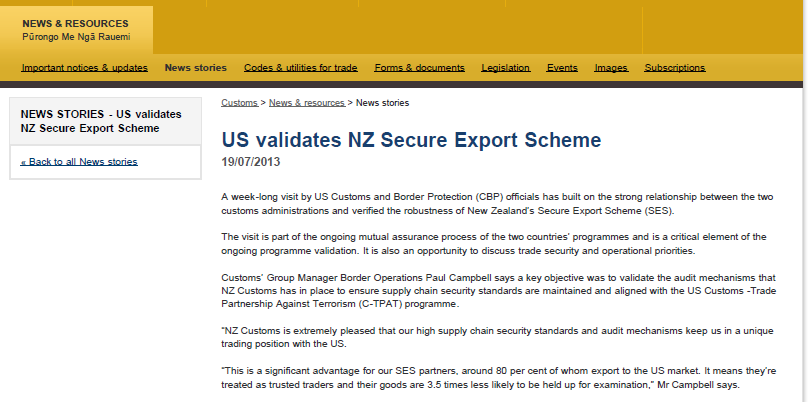 NEWS & RESOURCES
Pūrongo Me Ngā Rauemi
Important notices & updates News stories Codes & utilities for trade Forms & documents Legislation Events Images Subscriptions
NEWS STORIES - US validates
NZ Secure Export Scheme
« Back to all News stories
Customs > News & resources > News stories
US validates NZ Secure Export Scheme
19/07/2013
A week-long visit by US Customs and Border Protection (CBP) officials has built on the strong relationship between the two
customs administrations and verified the robustness of New Zealand's Secure Export Scheme (SES).
The visit is part of the ongoing mutual assurance process of the two countries' programmes and is a critical element of the
ongoing programme validation. It is also an opportunity to discuss trade security and operational priorities.
Customs' Group Manager Border Operations Paul Campbell says a key objective was to validate the audit mechanisms that
NZ Customs has in place to ensure supply chain security standards are maintained and aligned with the US Customs -Trade
Partnership Against Terrorism (C-TPAT) programme.
"NZ Customs is extremely pleased that our high supply chain security standards and audit mechanisms keep us in a unique
trading position with the US.
"This is a significant advantage for our SES partners, around 80 per cent of whom export to the US market. It means they're
treated as trusted traders and their goods are 3.5 times less likely to be held up for examination," Mr Campbell says.